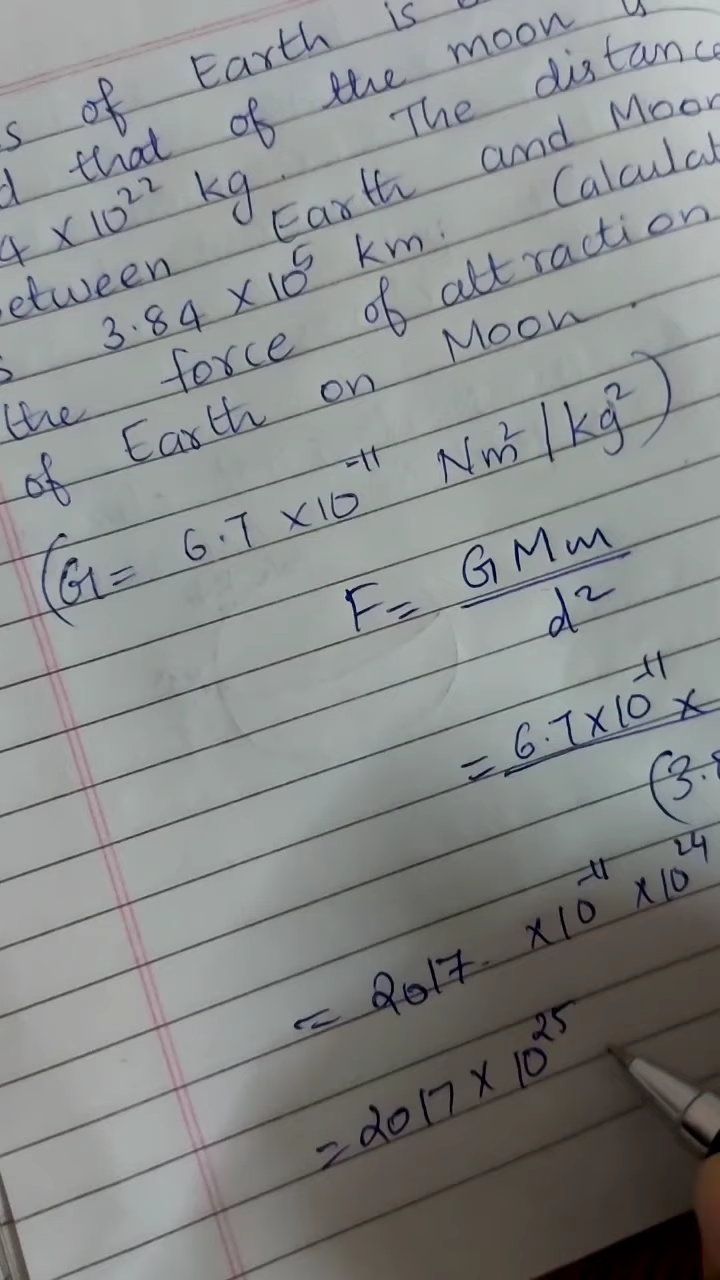 of Earth is
of the moon
d that of The distance
4 × 10²² kg. and Moon
etween Earth Calculat
3.84 × 10⁵ km.
the force of attraction
of Earth on Moon.
(G = 6.7 × 10⁻¹¹ Nm²/kg²)
F = GMm
d²
= 6.7 × 10⁻¹¹ ×
(3.8
= 2017. × 10⁻¹¹ × 10²⁴
= 2017 × 10²⁵